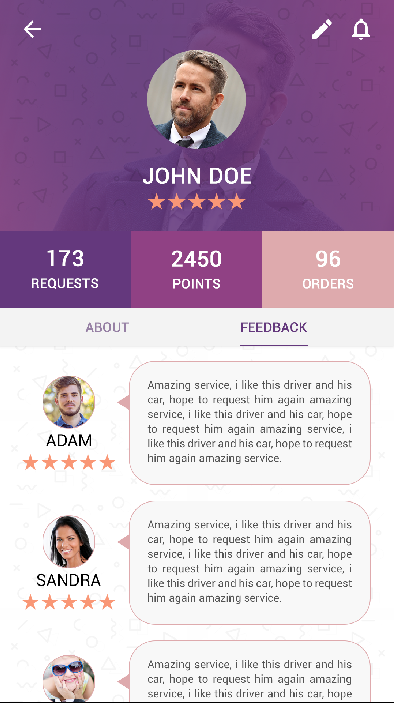 JOHN DOE
173
REQUESTS
2450
POINTS
96
ORDERS
ABOUT
FEEDBACK
Amazing service, i like this driver and his
car, hope to request him again amazing
service, i like this driver and his car, hope
to request him again amazing service, i
like this driver and his car, hope to request
him again amazing service.
ADAM
Amazing service, i like this driver and his
car, hope to request him again amazing
service, i like this driver and his car, hope
to request him again amazing service, i
like this driver and his car, hope to request
him again amazing service.
SANDRA
Amazing service, i like this driver and his
car, hope to request him again amazing
service, i like this driver and his car, hope